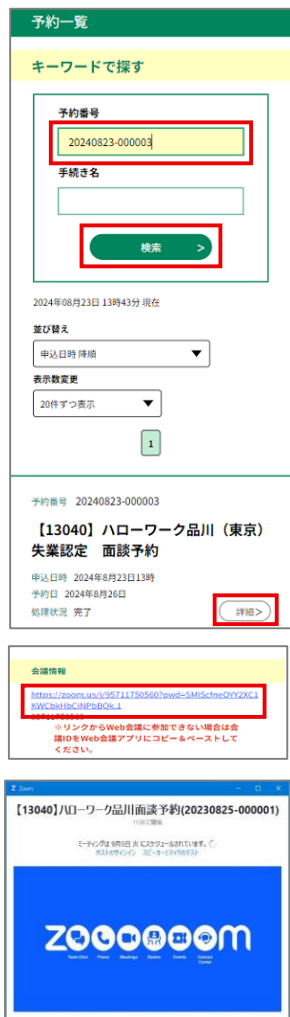 予約一覧
キーワードで探す
予約番号
20240823-000003
手続き名
検索 >
2024年08月23日 13時43分 現在
並び替え
申込日時 降順 ▼
表示数変更
20件ずつ表示 ▼
1
予約番号 20240823-000003
【13040】ハローワーク品川（東京）
失業認定 面談予約
申込日時 2024年8月23日13時
予約日 2024年8月26日
処理状況 完了
詳細>
会議情報
https://zoom.us/j/95711750560?pwd=SMlScfneOYY2XC1
KWCbkHbCiNPbBOk.1
※リンクからWeb会議に参加できない場合は会
議IDをWeb会議アプリにコピー＆ペーストして
ください。
Zoom
【13040】ハローワーク品川面談予約(20230825-000001)
ミーティングは 9月5日 火 にスケジュールされています。
ホストのサインイン スピーカーとマイクのテスト
ZOOOOOOM
Team Chat Phone Meetings Rooms Events Contact
Center